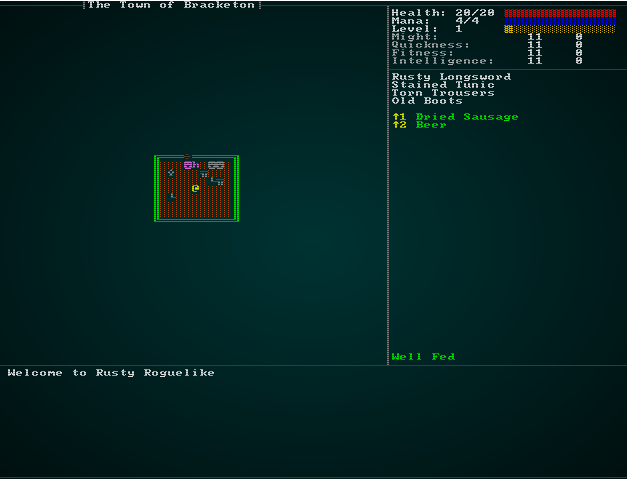 The Town of Bracketon
Health: 20/20
Mana: 4/4
Level: 1
Might: 11 0
Quickness: 11 0
Fitness: 11 0
Intelligence: 11 0
Rusty Longsword
Stained Tunic
Torn Trousers
Old Boots
↑1 Dried Sausage
↑2 Beer
@
Well Fed
Welcome to Rusty Roguelike